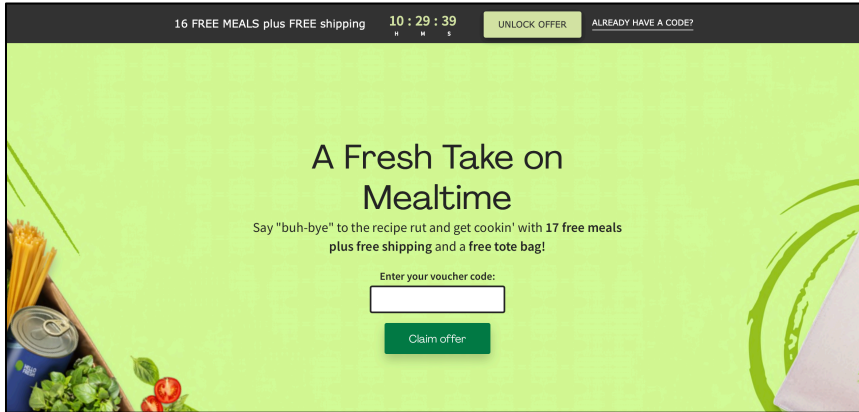 16 FREE MEALS plus FREE shipping
10 : 29 : 39
H M S
UNLOCK OFFER
ALREADY HAVE A CODE?
A Fresh Take on
Mealtime
Say "buh-bye" to the recipe rut and get cookin' with 17 free meals
plus free shipping and a free tote bag!
Enter your voucher code:
Claim offer
HELLO
FRESH